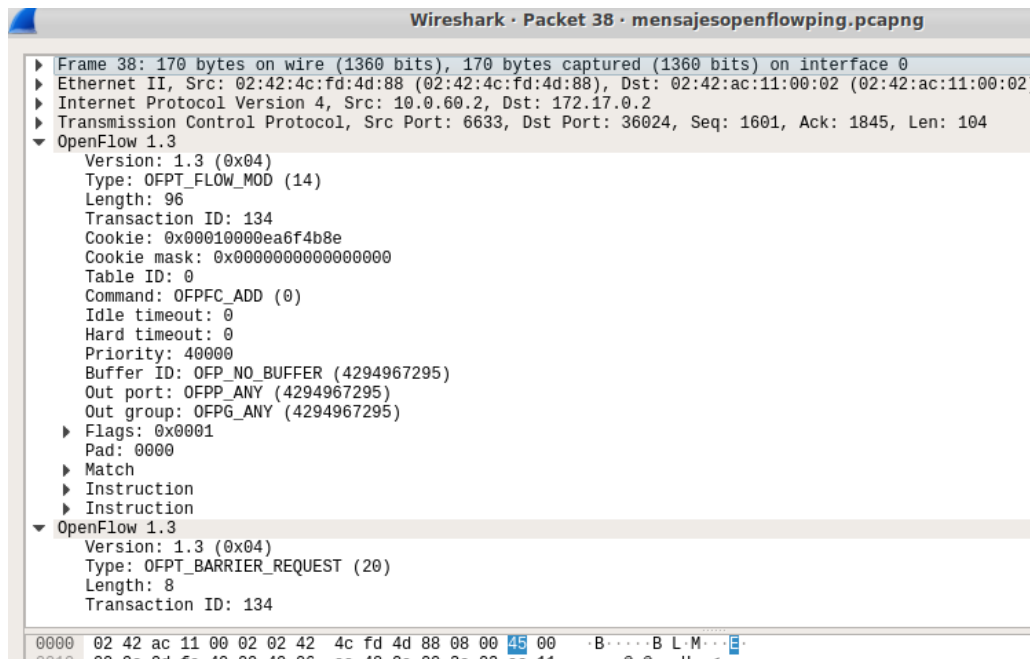 Wireshark · Packet 38 · mensajesopenflowping.pcapng
Frame 38: 170 bytes on wire (1360 bits), 170 bytes captured (1360 bits) on interface 0
Ethernet II, Src: 02:42:4c:fd:4d:88 (02:42:4c:fd:4d:88), Dst: 02:42:ac:11:00:02 (02:42:ac:11:00:02
Internet Protocol Version 4, Src: 10.0.60.2, Dst: 172.17.0.2
Transmission Control Protocol, Src Port: 6633, Dst Port: 36024, Seq: 1601, Ack: 1845, Len: 104
OpenFlow 1.3
Version: 1.3 (0x04)
Type: OFPT_FLOW_MOD (14)
Length: 96
Transaction ID: 134
Cookie: 0x00010000ea6f4b8e
Cookie mask: 0x0000000000000000
Table ID: 0
Command: OFPFC_ADD (0)
Idle timeout: 0
Hard timeout: 0
Priority: 40000
Buffer ID: OFP_NO_BUFFER (4294967295)
Out port: OFPP_ANY (4294967295)
Out group: OFPG_ANY (4294967295)
Flags: 0x0001
Pad: 0000
Match
Instruction
Instruction
OpenFlow 1.3
Version: 1.3 (0x04)
Type: OFPT_BARRIER_REQUEST (20)
Length: 8
Transaction ID: 134
0000 02 42 ac 11 00 02 02 42 4c fd 4d 88 08 00 45 00 ·B·····B L·M···E·